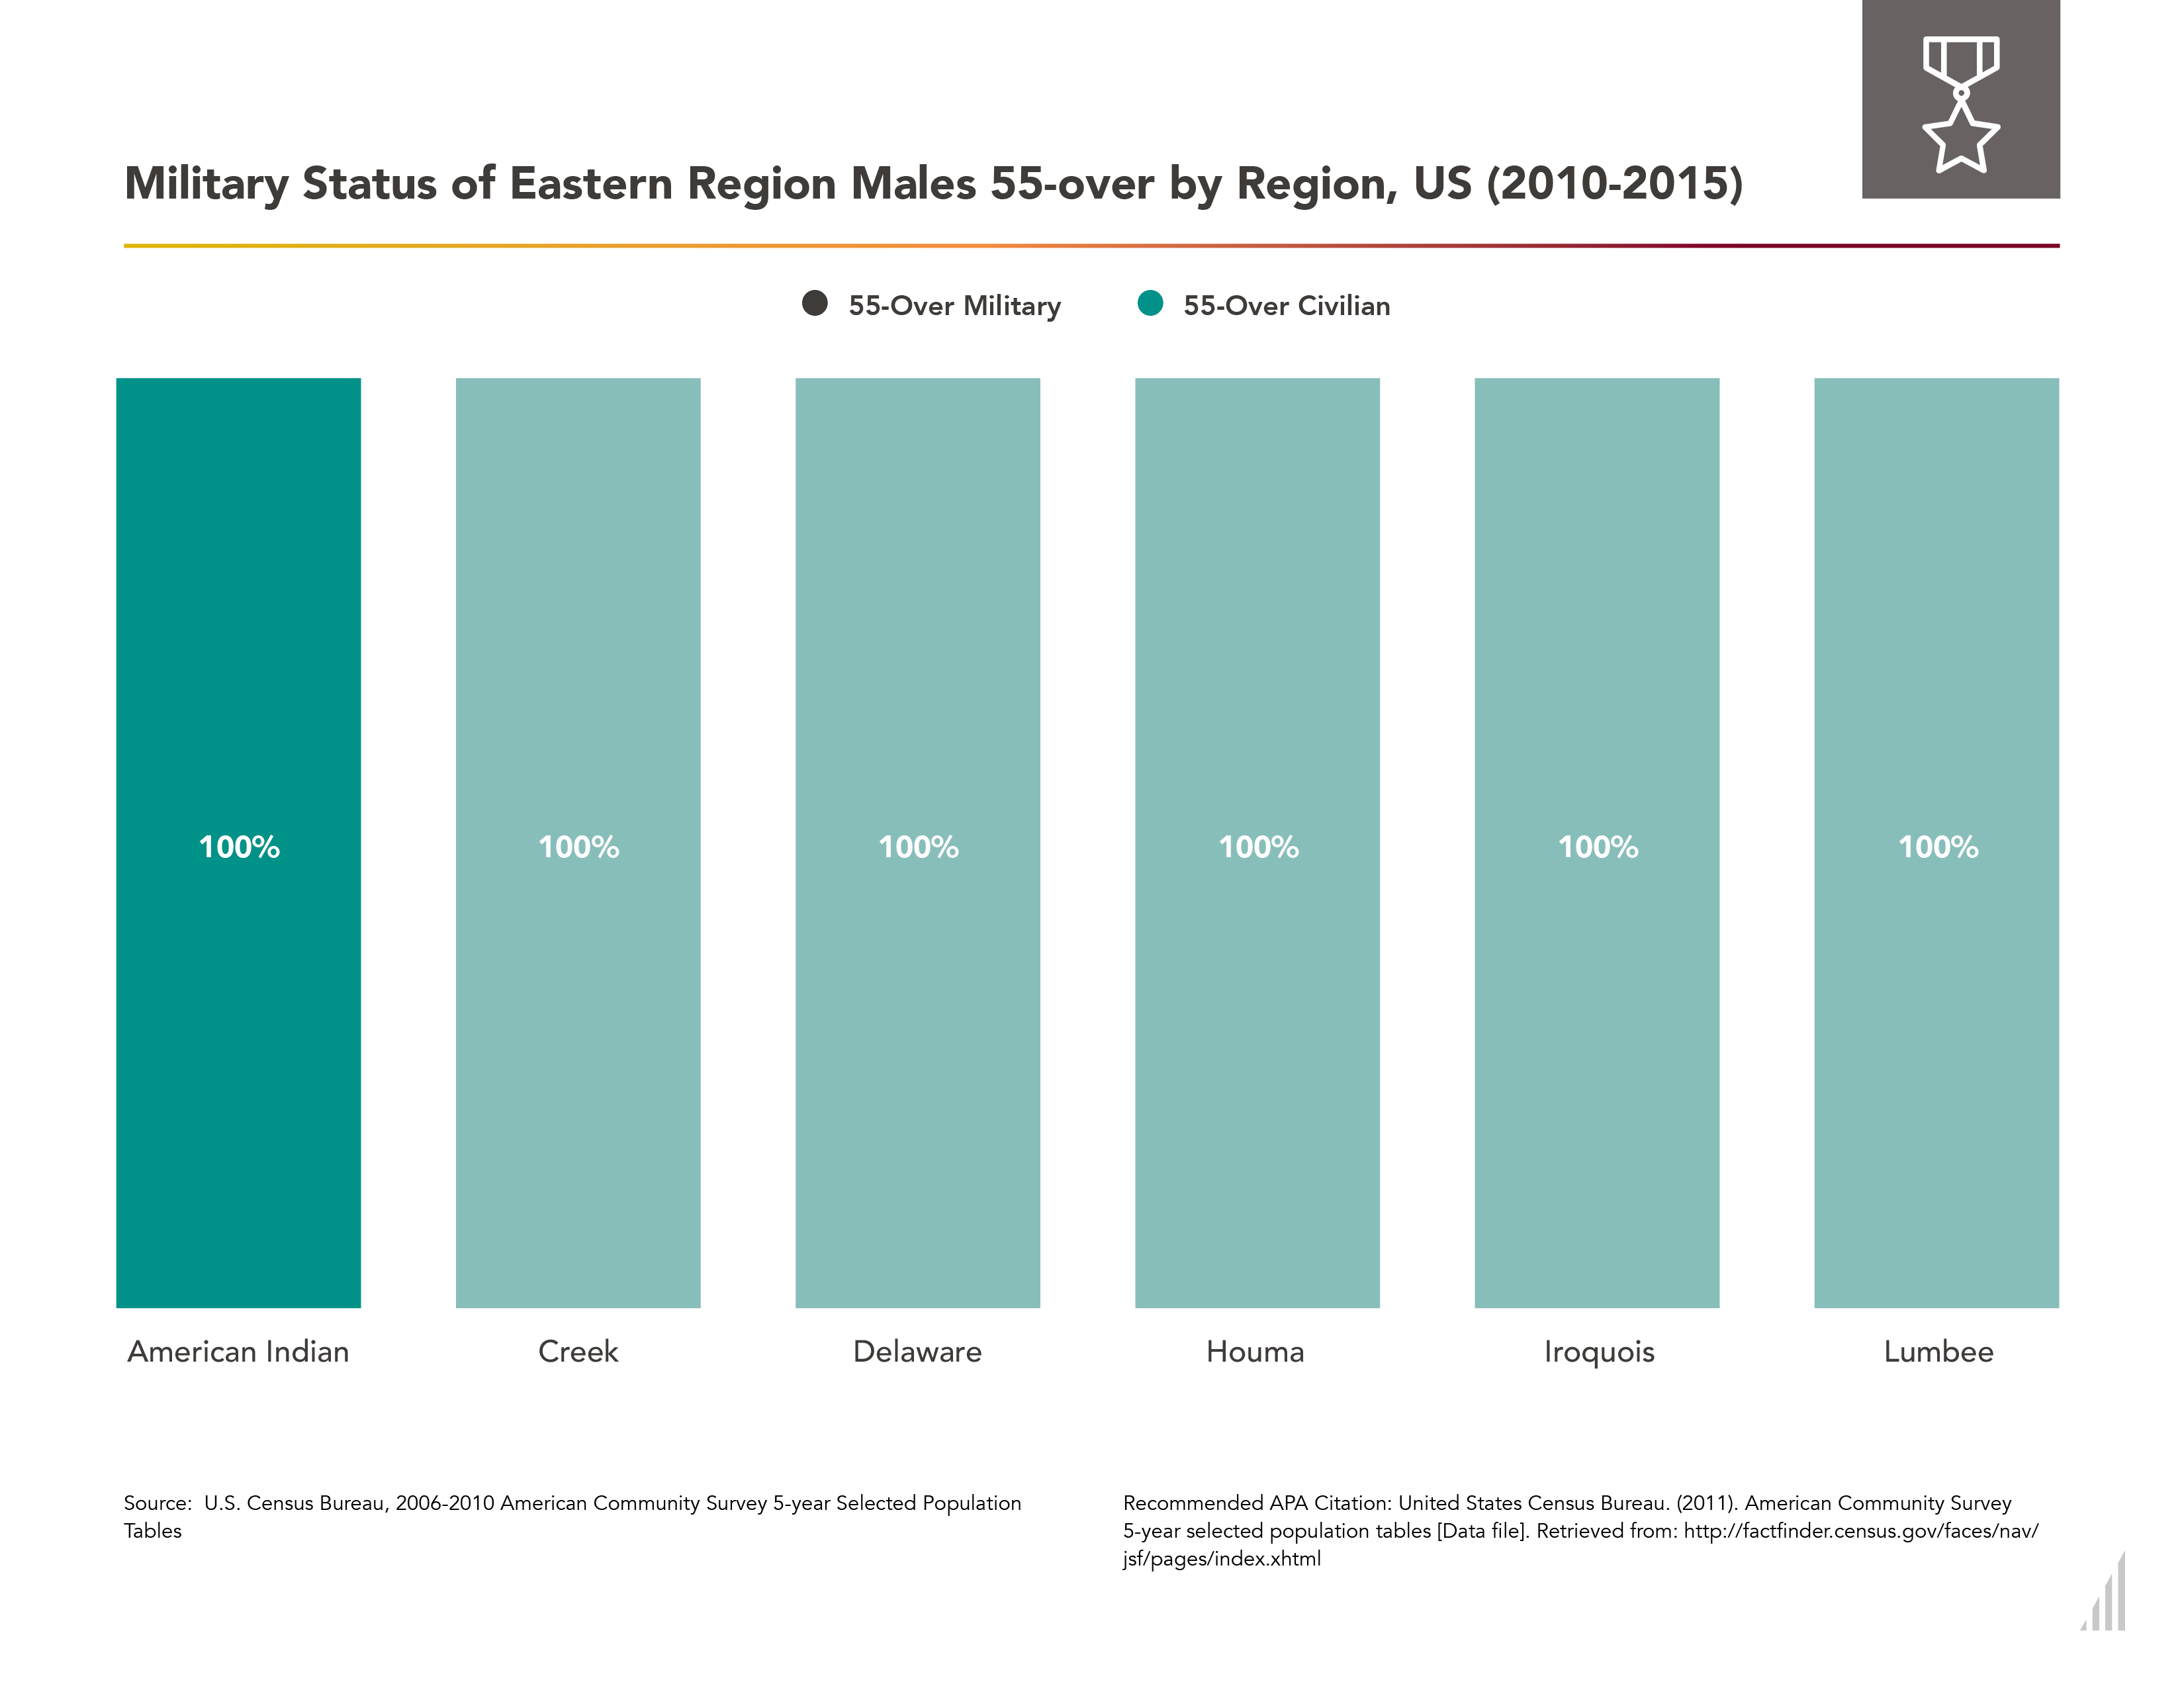 Military Status of Eastern Region Males 55-over by Region, US (2010-2015)
55-Over Military
55-Over Civilian
100%
100%
100%
100%
100%
100%
American Indian
Creek
Delaware
Houma
Iroquois
Lumbee
Source:  U.S. Census Bureau, 2006-2010 American Community Survey 5-year Selected Population
Tables
Recommended APA Citation: United States Census Bureau. (2011). American Community Survey
5-year selected population tables [Data file]. Retrieved from: http://factfinder.census.gov/faces/nav/
jsf/pages/index.xhtml